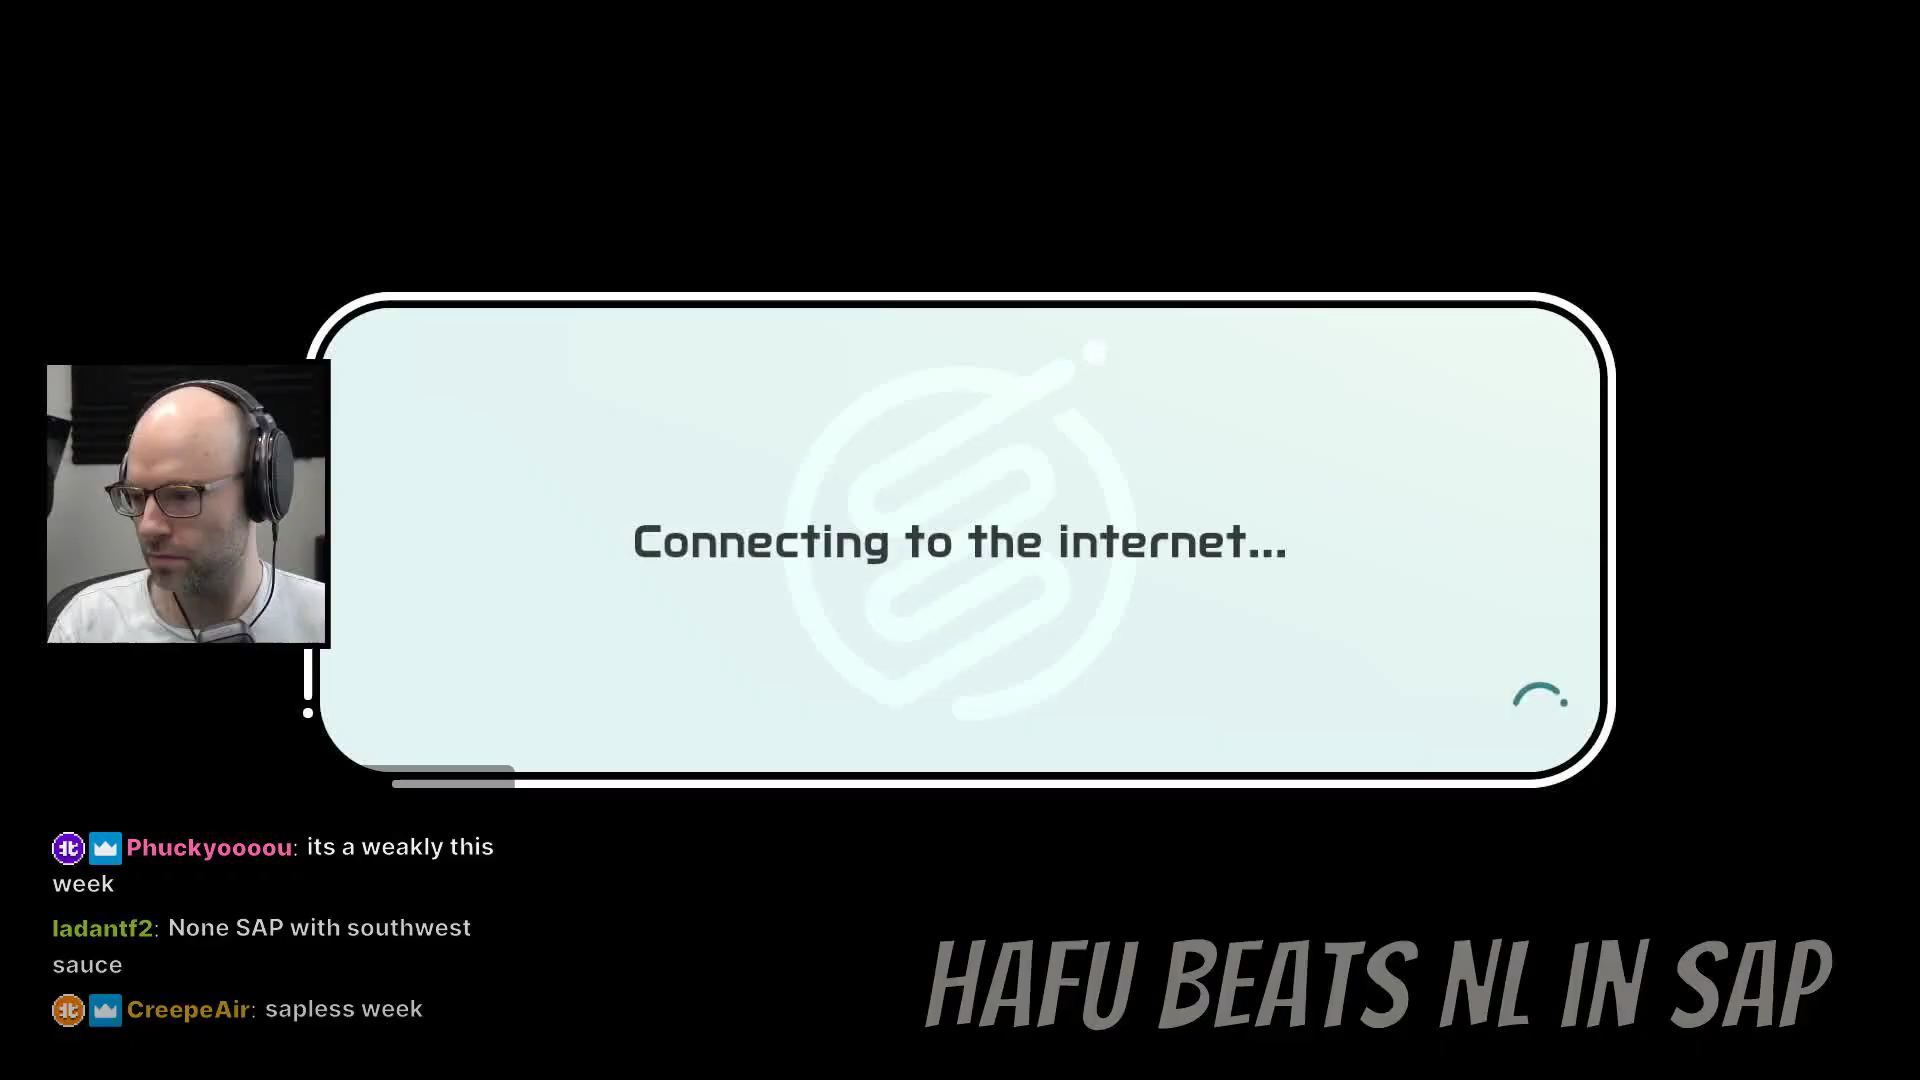 Connecting to the internet...
Phuckyoooou: its a weakly this
week
ladantf2: None SAP with southwest
sauce
CreepeAir: sapless week
HAFU BEATS NL IN SAP